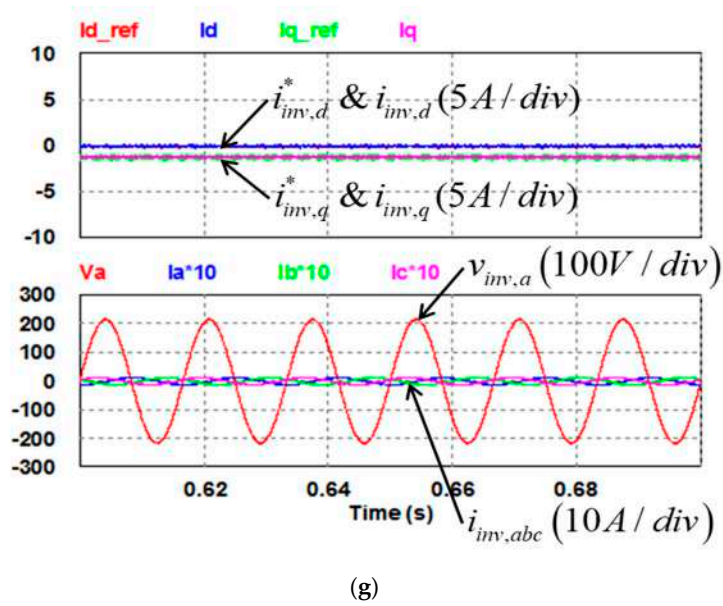 Id_ref Id Iq_ref Iq
10
5
0
-5
-10
i*inv,d & iinv,d (5A / div)
i*inv,q & iinv,q (5A / div)
Va Ia*10 Ib*10 Ic*10
vinv,a (100V / div)
300
200
100
0
-100
-200
-300
0.62 0.64 0.66 0.68
Time (s)
iinv,abc (10A / div)
(g)